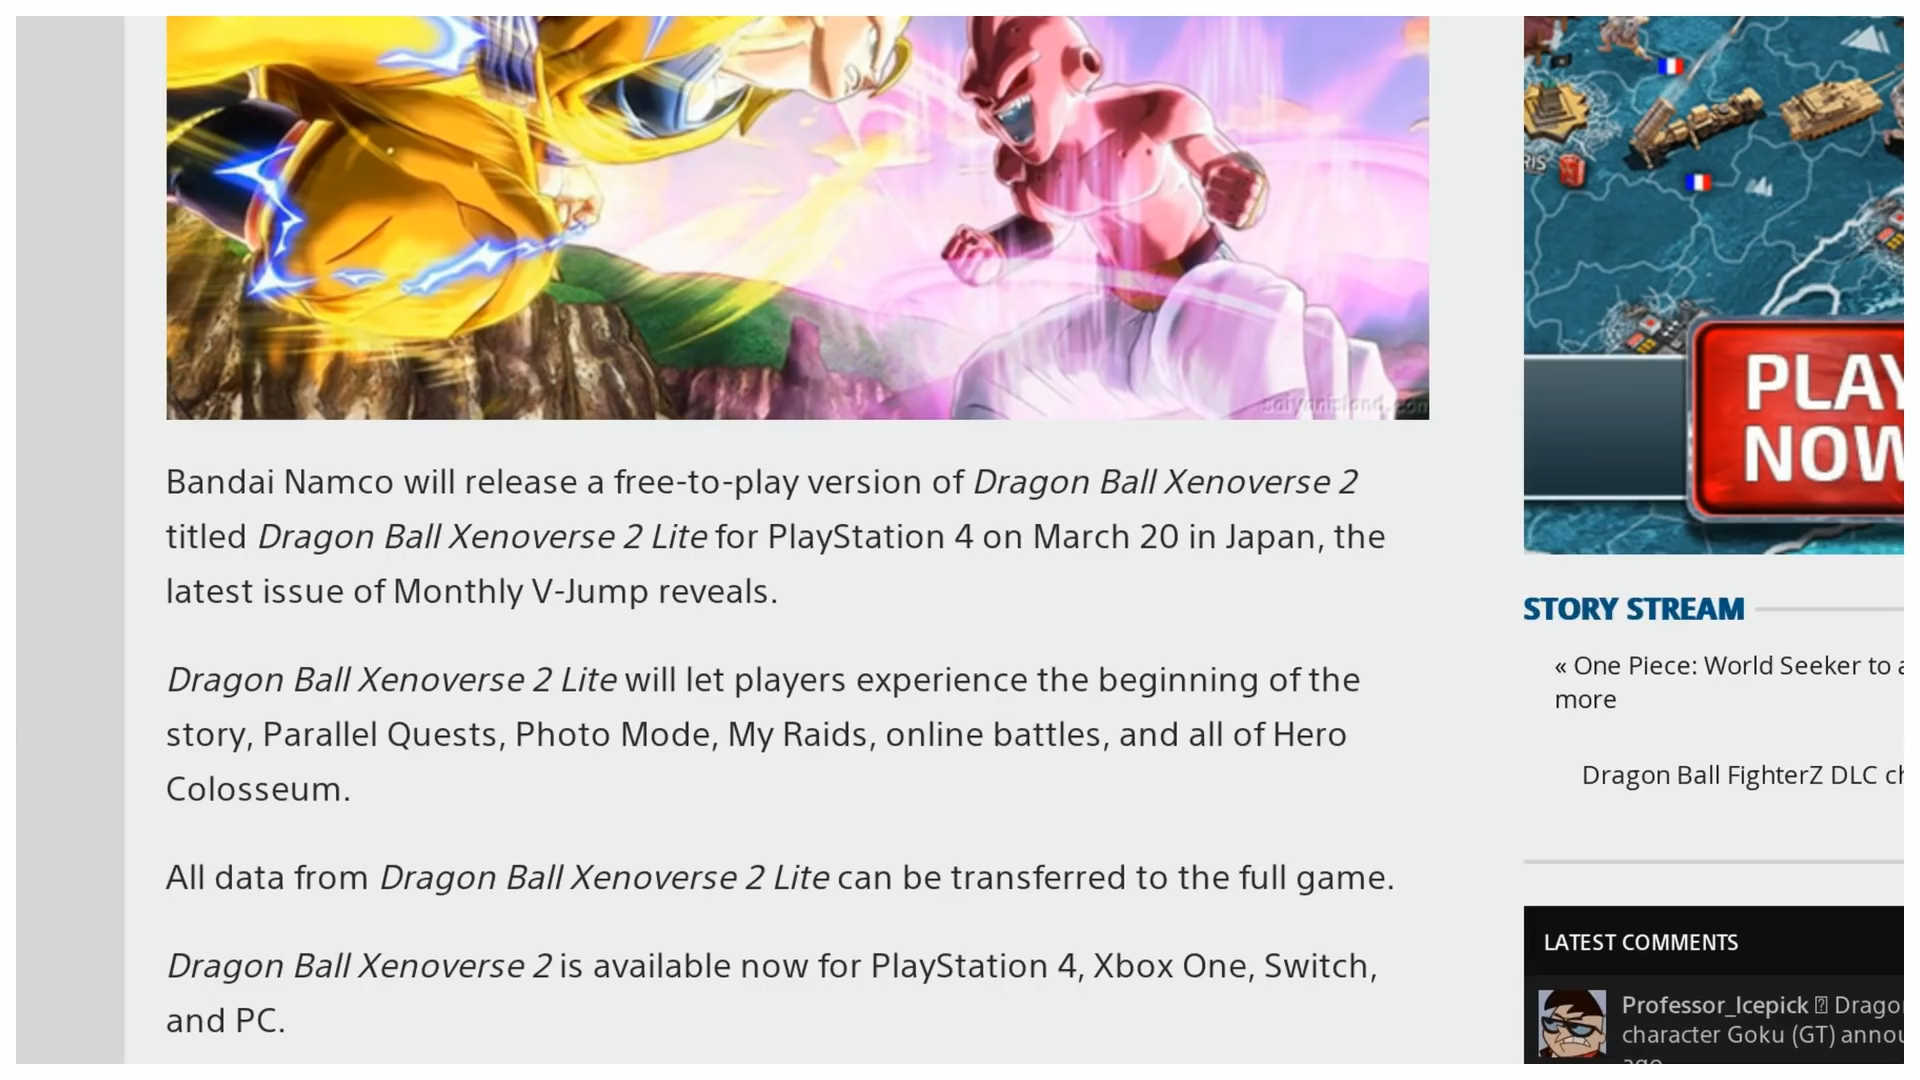 saiyanisland.com
Bandai Namco will release a free-to-play version of Dragon Ball Xenoverse 2
titled Dragon Ball Xenoverse 2 Lite for PlayStation 4 on March 20 in Japan, the
latest issue of Monthly V-Jump reveals.
Dragon Ball Xenoverse 2 Lite will let players experience the beginning of the
story, Parallel Quests, Photo Mode, My Raids, online battles, and all of Hero
Colosseum.
All data from Dragon Ball Xenoverse 2 Lite can be transferred to the full game.
Dragon Ball Xenoverse 2 is available now for PlayStation 4, Xbox One, Switch,
and PC.
RIS
PLAY
NOW
STORY STREAM
« One Piece: World Seeker to a
more
Dragon Ball FighterZ DLC ch
LATEST COMMENTS
Professor_Icepick Drago
character Goku (GT) annou
ago